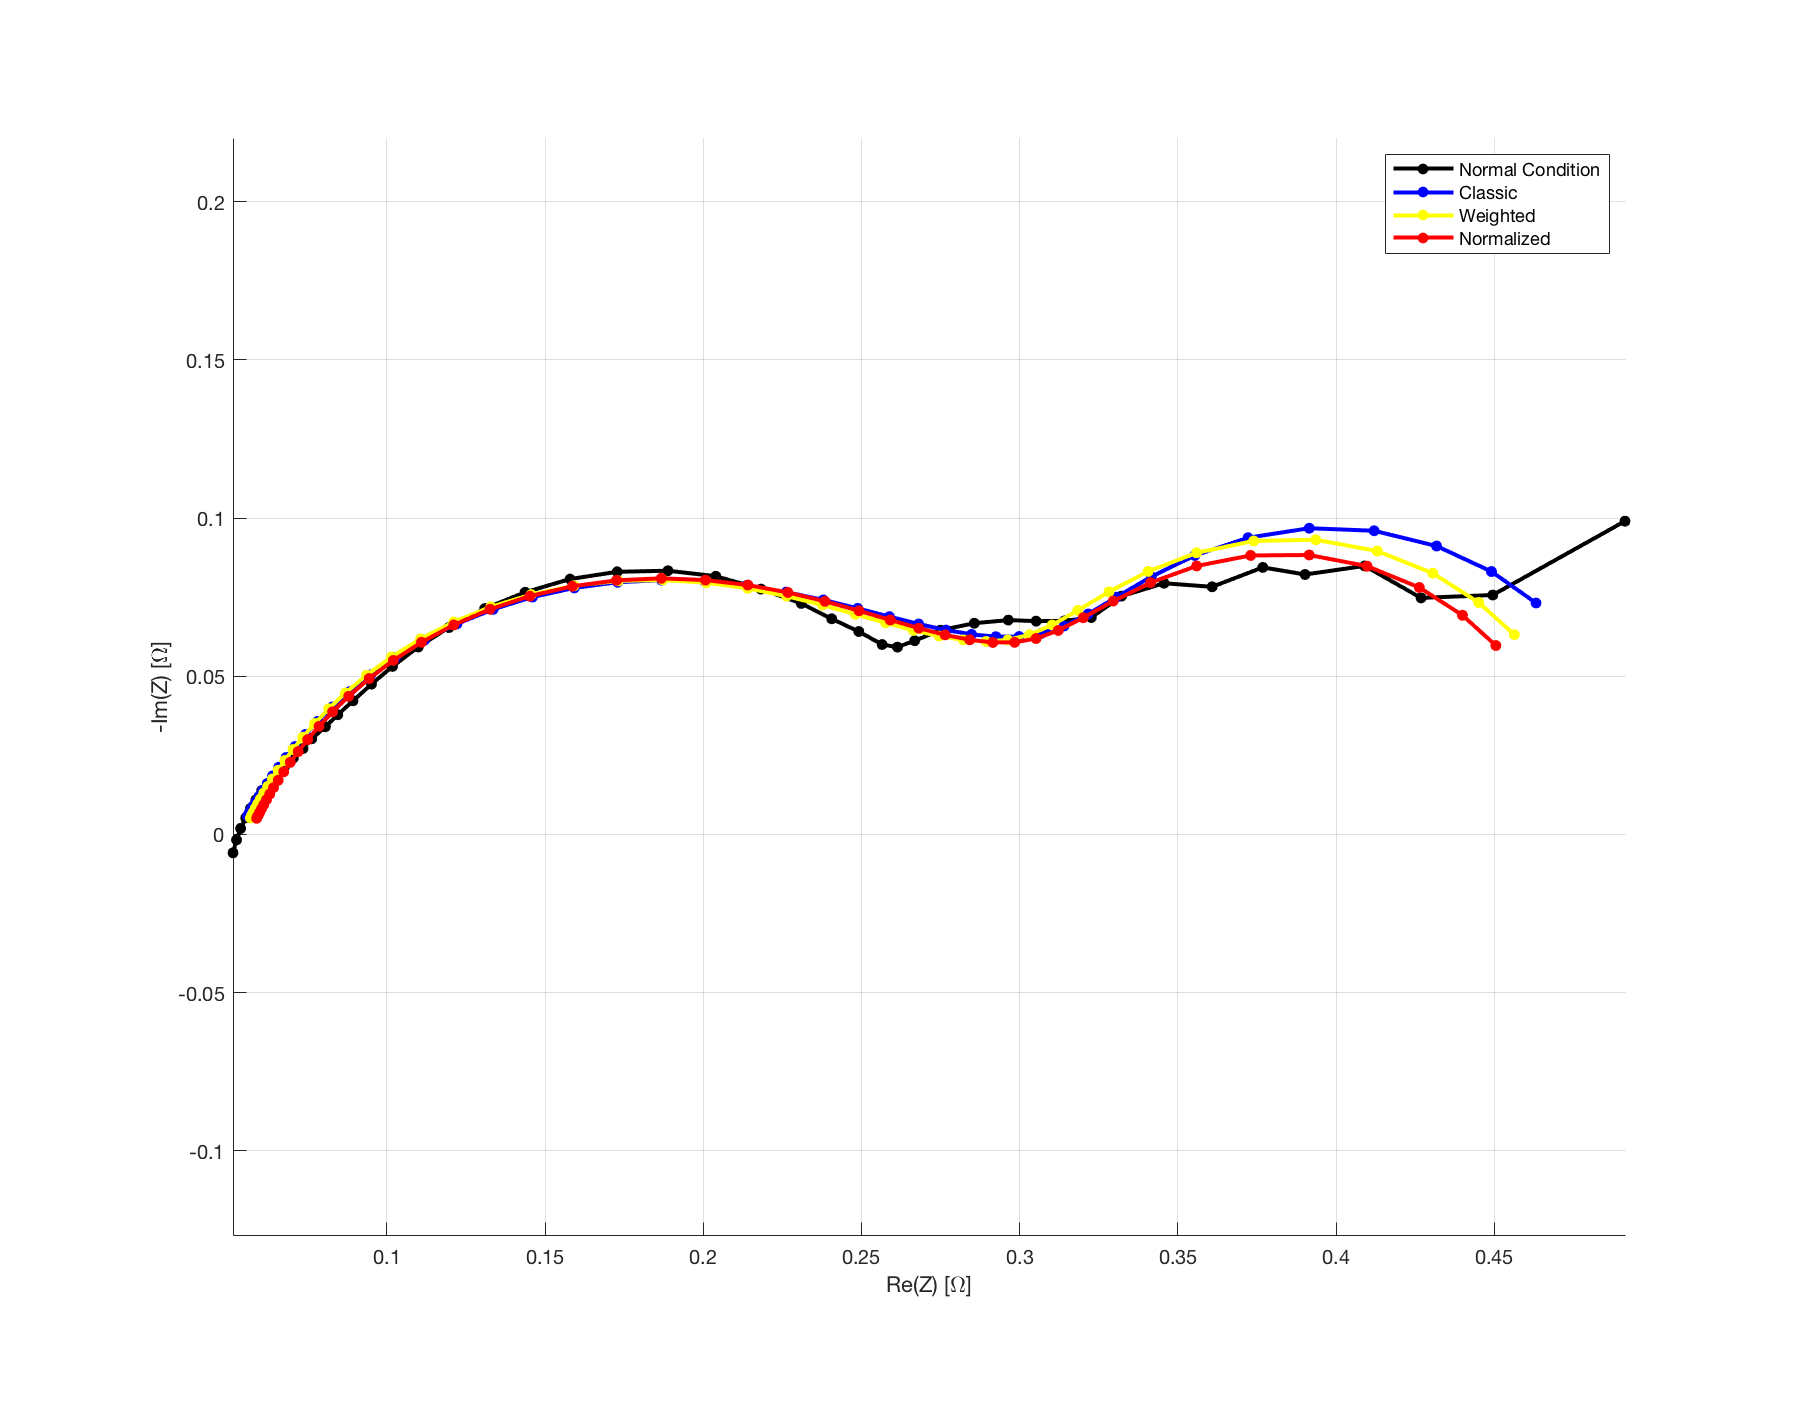 Normal Condition
Classic
Weighted
Normalized
0.2
0.15
0.1
0.05
0
-0.05
-0.1
-Im(Z) [Ω]
0.1 0.15 0.2 0.25 0.3 0.35 0.4 0.45
Re(Z) [Ω]